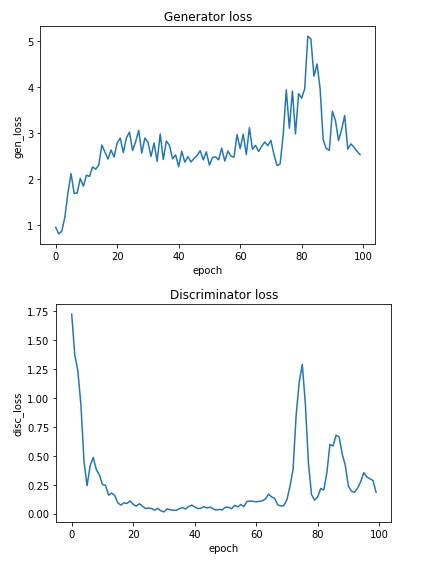 Generator loss
5
4
3
2
1
gen_loss
0 20 40 60 80 100
epoch
Discriminator loss
1.75
1.50
1.25
1.00
0.75
0.50
0.25
0.00
disc_loss
0 20 40 60 80 100
epoch